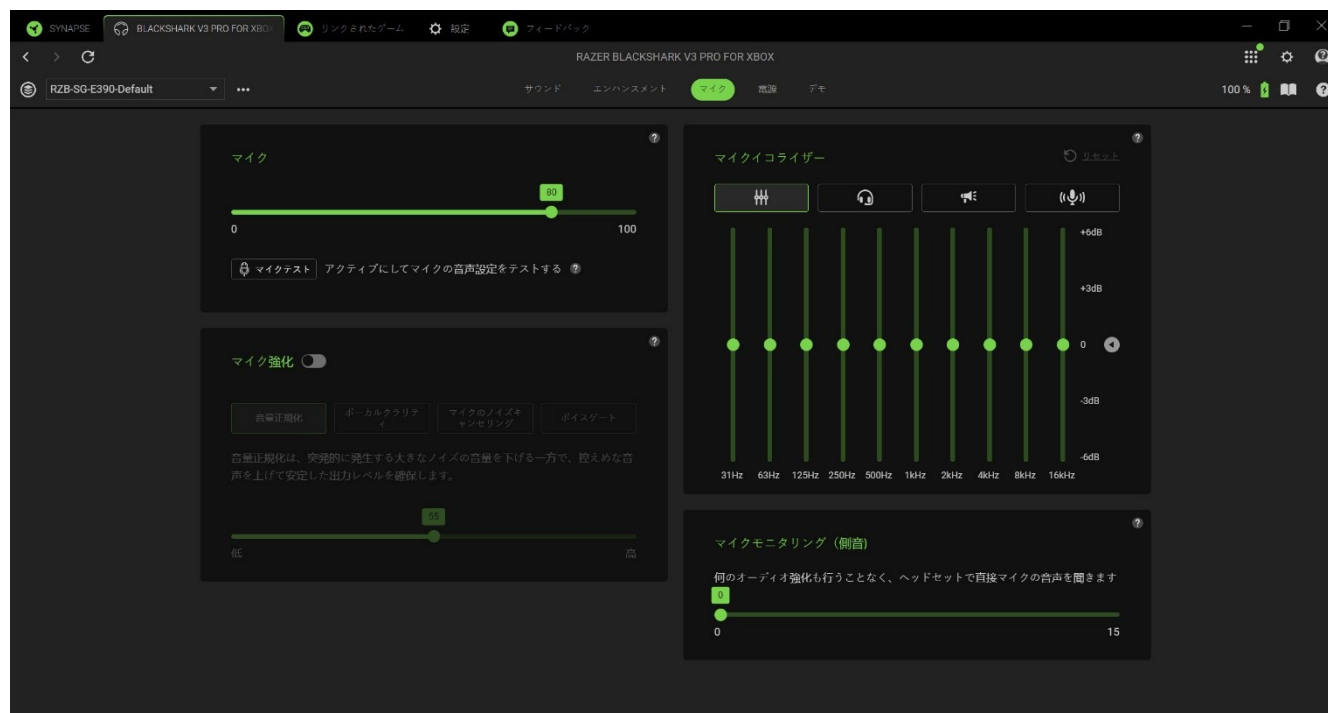 SYNAPSE
BLACKSHARK V3 PRO FOR XBO
リンクされたゲーム
設定
フィードバック
RAZER BLACKSHARK V3 PRO FOR XBOX
RZB-SG-E390-Default
サウンド
エンハンスメント
マイク
電源
デモ
100 %
マイク
80
0
100
マイクテスト
アクティブにしてマイクの音声設定をテストする
マイク強化
音量正規化
ボーカルクラリテ
ィ
マイクのノイズキ
ャンセリング
ボイスゲート
音量正規化は、突発的に発生する大きなノイズの音量を下げる一方で、控えめな音
声を上げて安定した出力レベルを確保します。
55
低
高
マイクイコライザー
リセット
+6dB
+3dB
0
-3dB
-6dB
31Hz 63Hz 125Hz 250Hz 500Hz 1kHz 2kHz 4kHz 8kHz 16kHz
マイクモニタリング（側音)
何のオーディオ強化も行うことなく、ヘッドセットで直接マイクの音声を聞きます
0
0
15